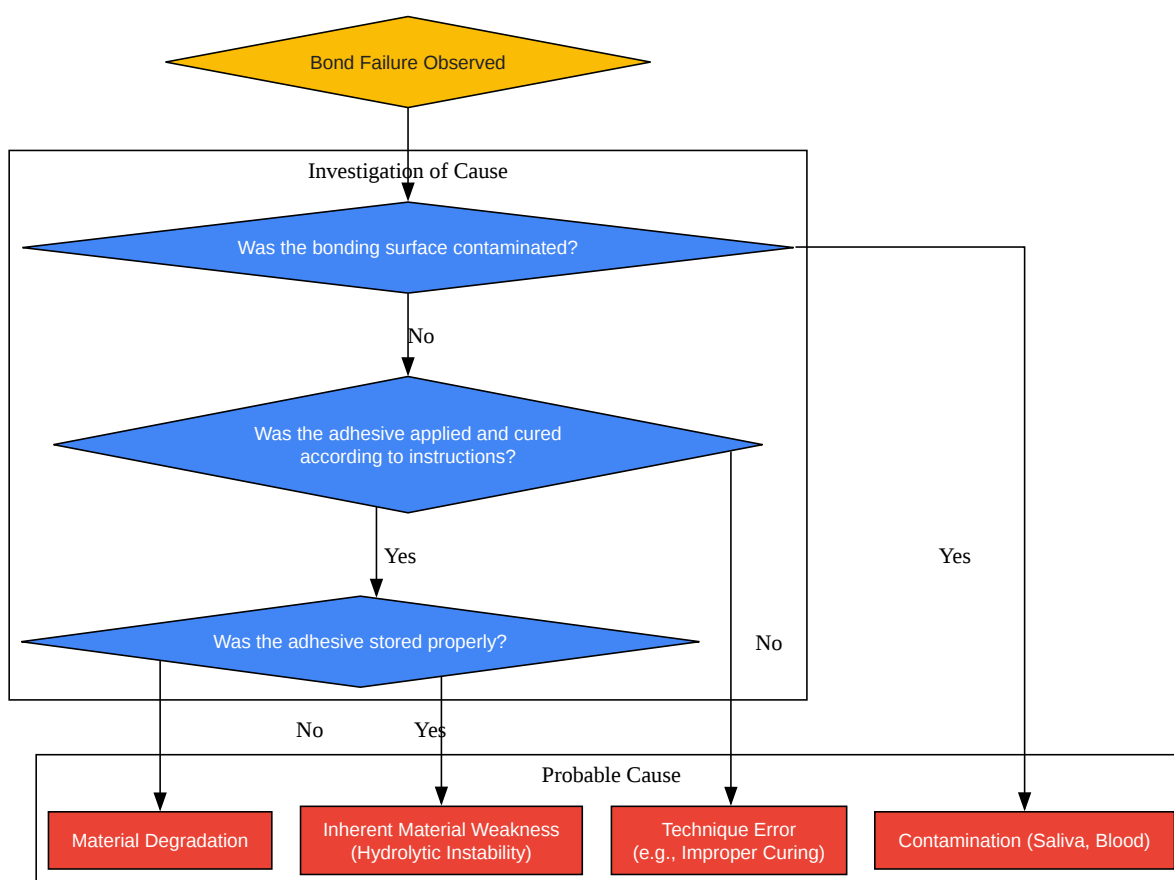 Bond Failure Observed
Investigation of Cause
Was the bonding surface contaminated?
No
Was the adhesive applied and cured
according to instructions?
Yes
Yes
Was the adhesive stored properly?
No
No
Yes
Probable Cause
Material Degradation
Inherent Material Weakness
(Hydrolytic Instability)
Technique Error
(e.g., Improper Curing)
Contamination (Saliva, Blood)